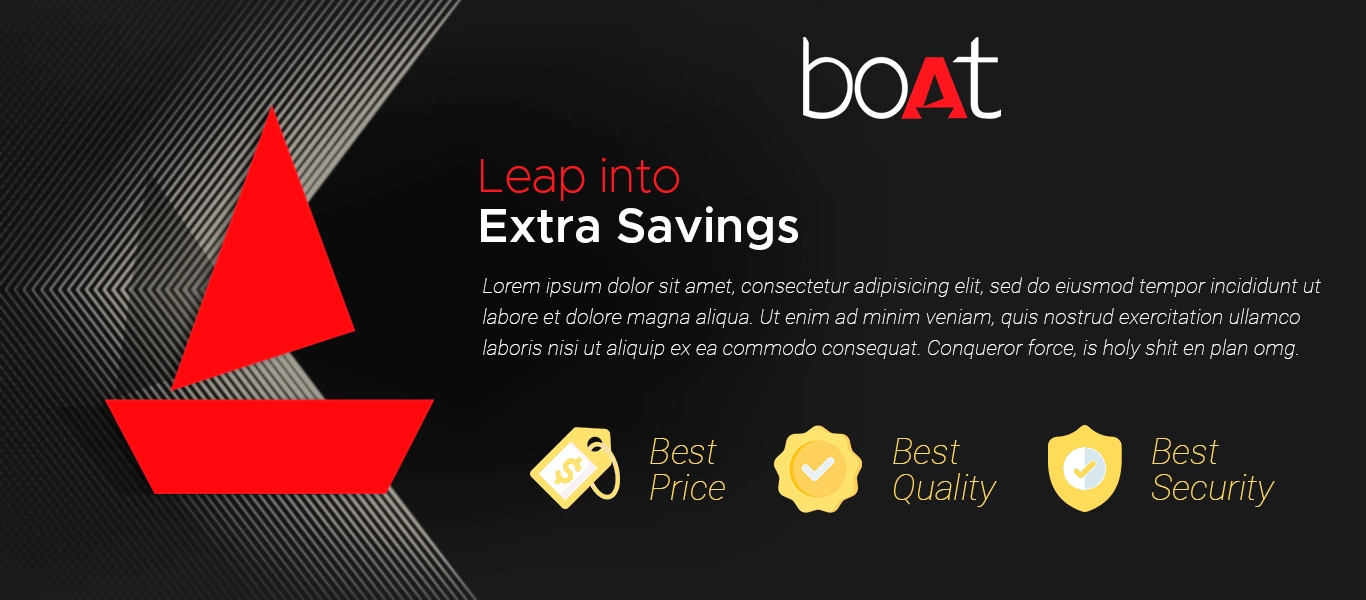 boAt
Leap into
Extra Savings
Lorem ipsum dolor sit amet, consectetur adipisicing elit, sed do eiusmod tempor incididunt ut
labore et dolore magna aliqua. Ut enim ad minim veniam, quis nostrud exercitation ullamco
laboris nisi ut aliquip ex ea commodo consequat. Conqueror force, is holy shit en plan omg.
Best
Price
Best
Quality
Best
Security